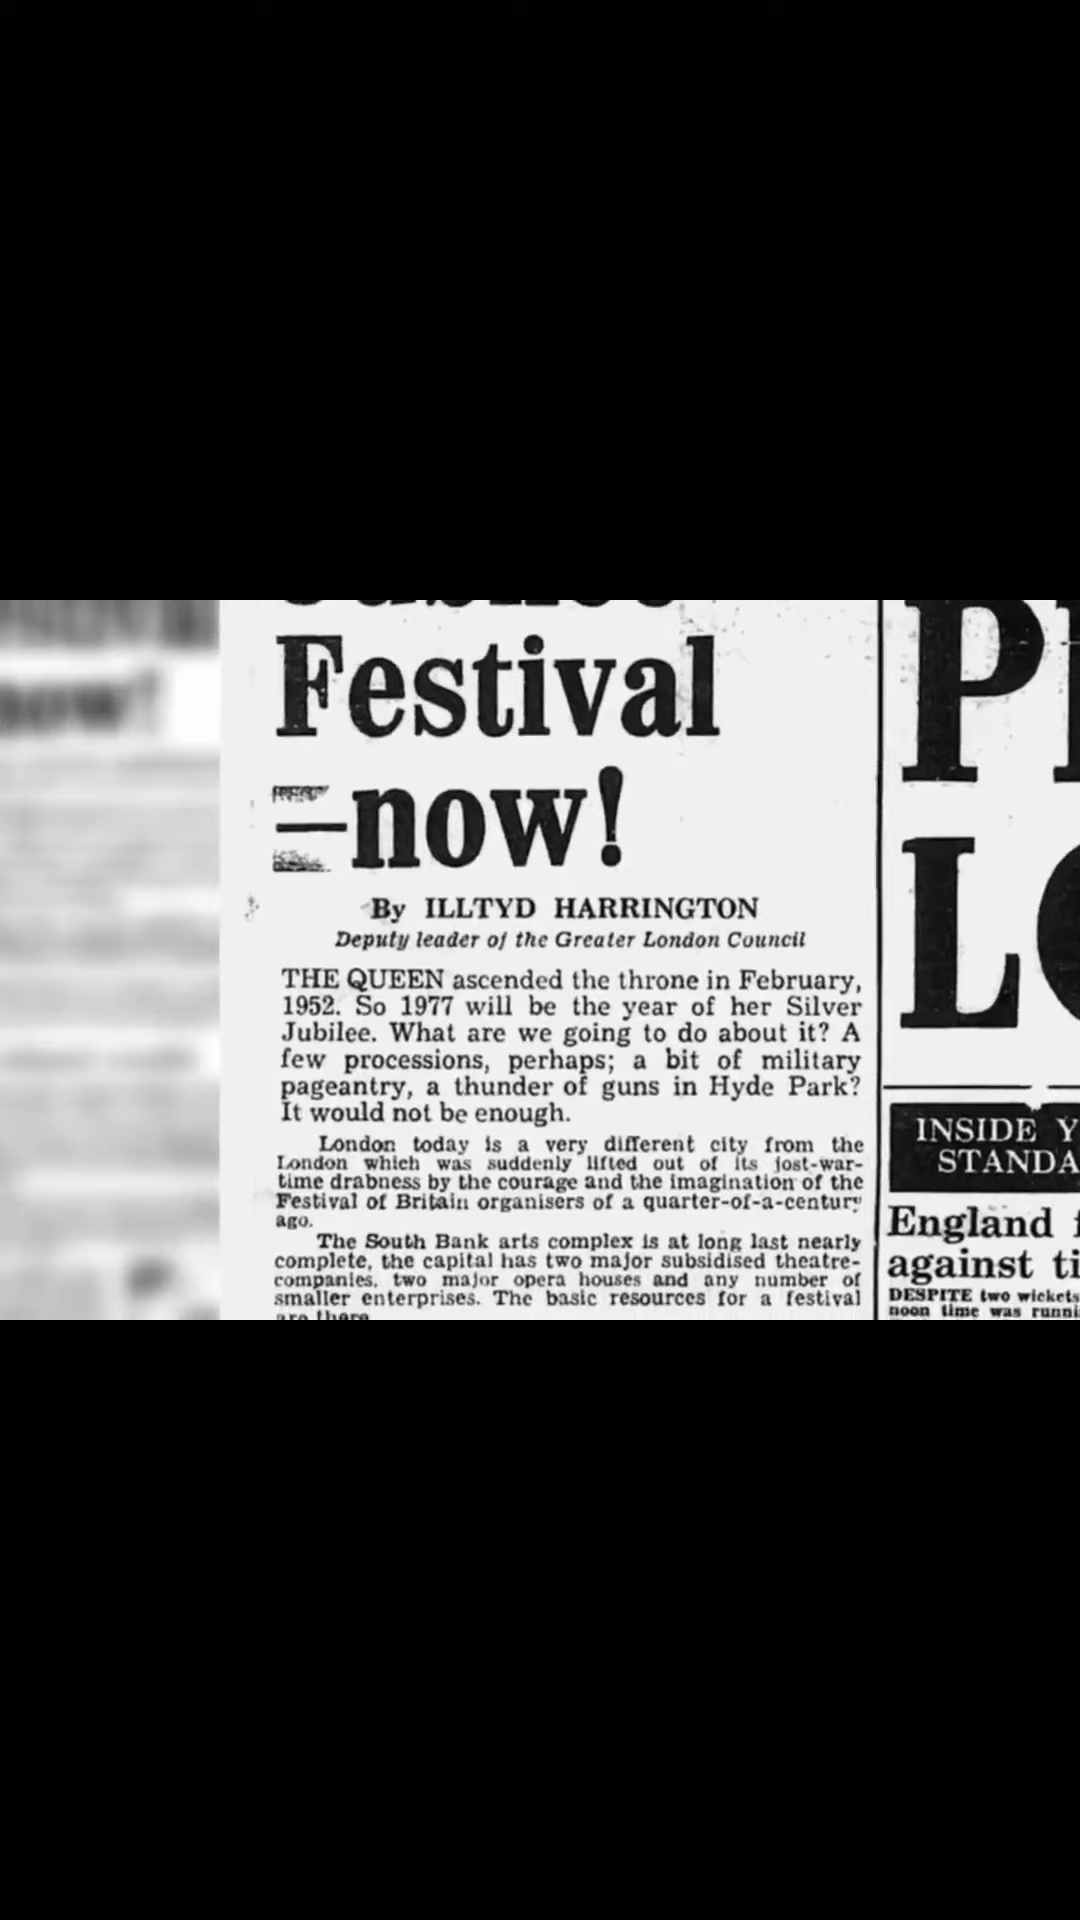 Festival
—now!
By ILLTYD HARRINGTON
Deputy leader of the Greater London Council
THE QUEEN ascended the throne in February,
1952. So 1977 will be the year of her Silver
Jubilee. What are we going to do about it? A
few processions, perhaps; a bit of military
pageantry, a thunder of guns in Hyde Park?
It would not be enough.
London today is a very different city from the
London which was suddenly lifted out of its jost-war-
time drabness by the courage and the imagination of the
Festival of Britain organisers of a quarter-of-a-century
ago.
The South Bank arts complex is at long last nearly
complete, the capital has two major subsidised theatre-
companies, two major opera houses and any number of
smaller enterprises. The basic resources for a festival
are there
INSIDE Y
STANDA
England f
against ti
DESPITE two wickets
noon time was runni
now!